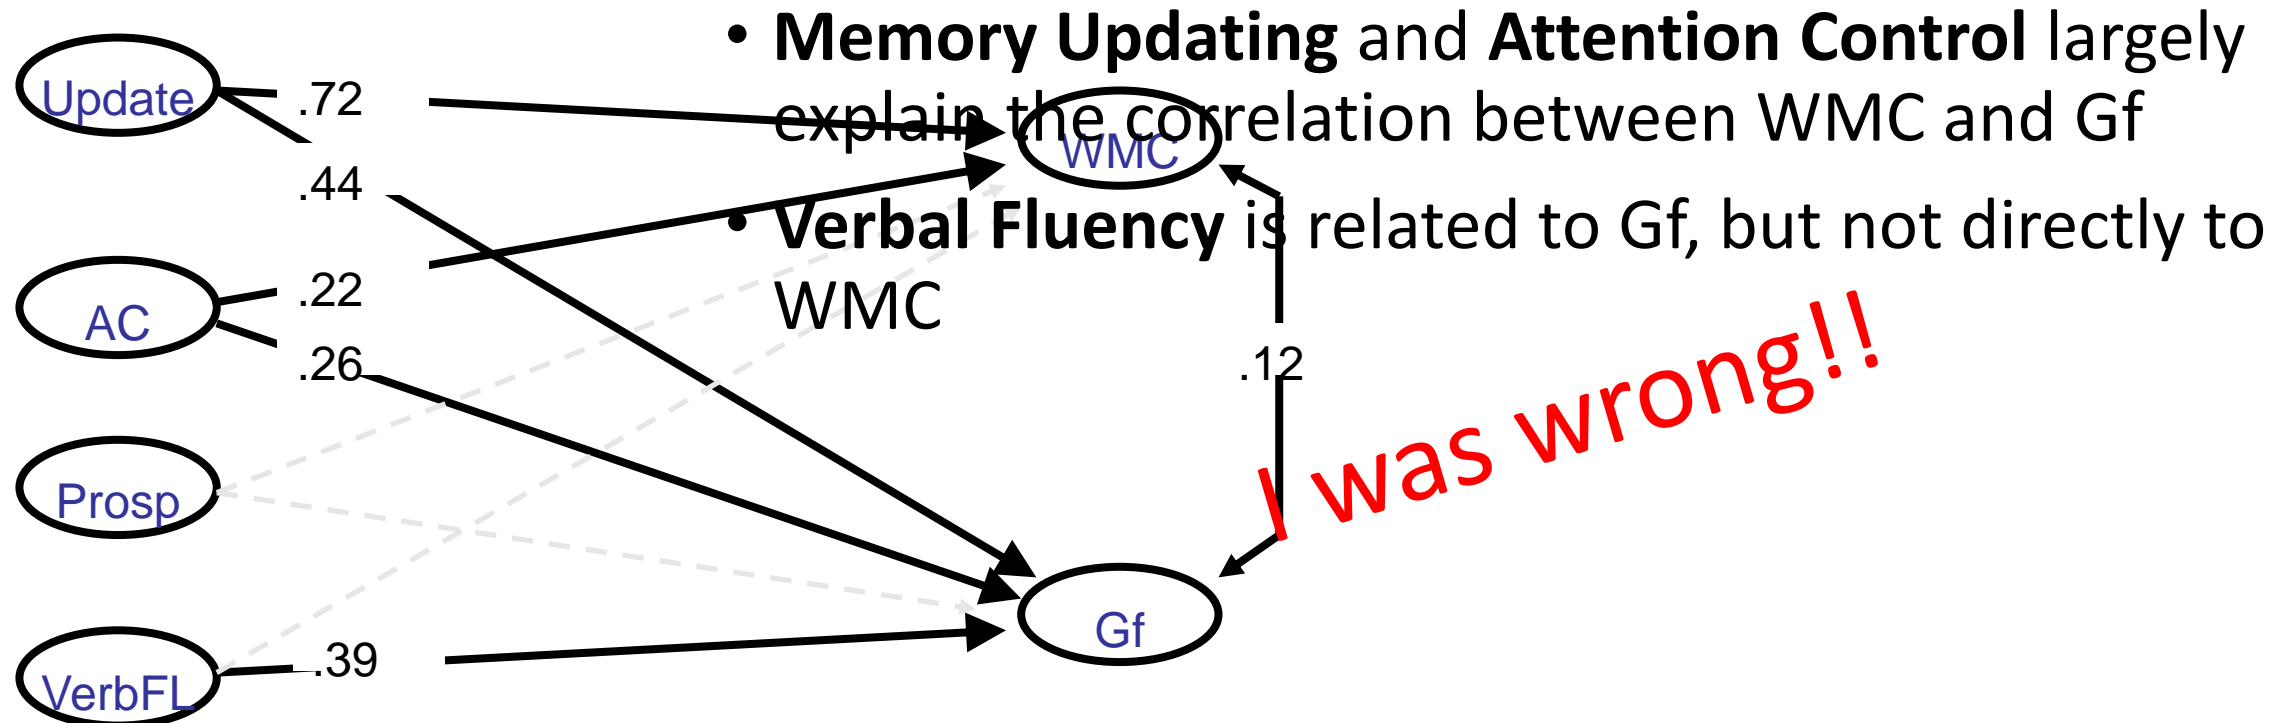 • Memory Updating and Attention Control largely
explain the correlation between WMC and Gf
• Verbal Fluency is related to Gf, but not directly to
WMC
Update
.72
WMC
.44
AC
.22
.26
.12
I was wrong!!
Prosp
Gf
VerbFL
.39